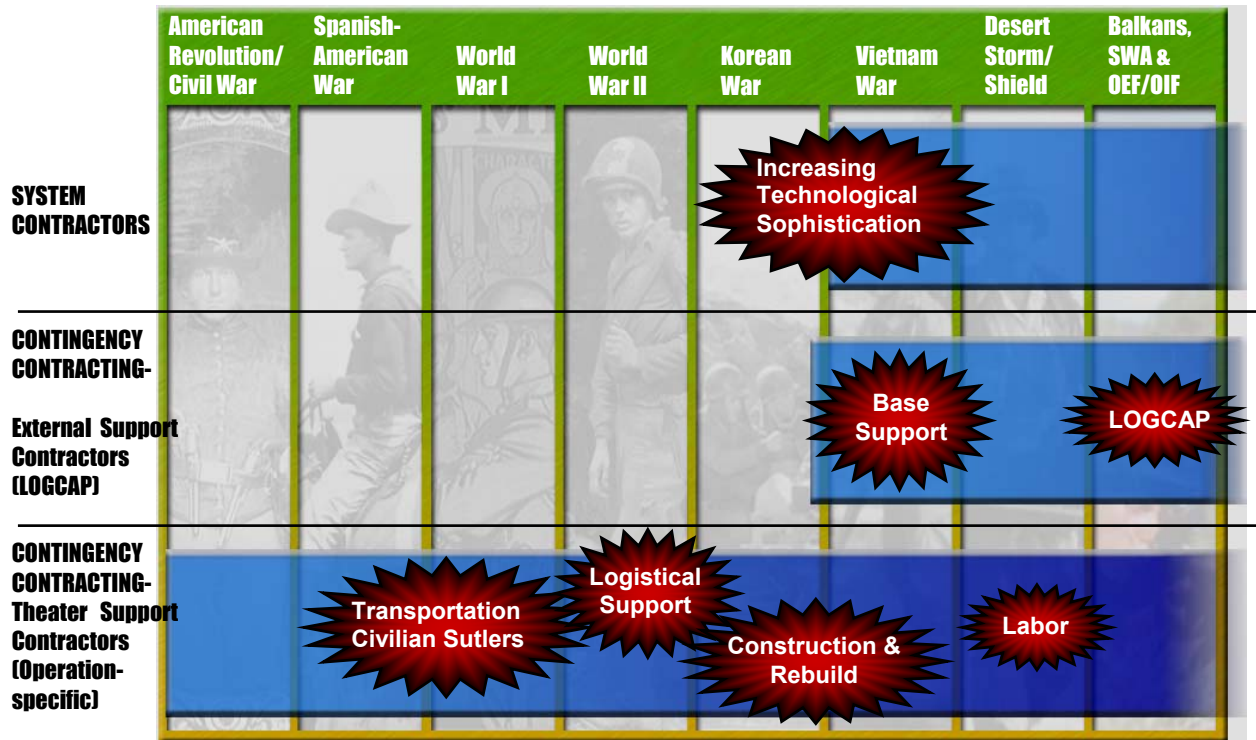 American
Revolution/
Civil War
Spanish-
American
War
World
War I
World
War II
Korean
War
Vietnam
War
Desert
Storm/
Shield
Balkans,
SWA &
OEF/OIF
SYSTEM
CONTRACTORS
Increasing
Technological
Sophistication
CONTINGENCY
CONTRACTING-
External Support
Contractors
(LOGCAP)
Base
Support
LOGCAP
CONTINGENCY
CONTRACTING-
Theater Support
Contractors
(Operation-
specific)
Transportation
Civilian Sutlers
Logistical
Support
Construction &
Rebuild
Labor